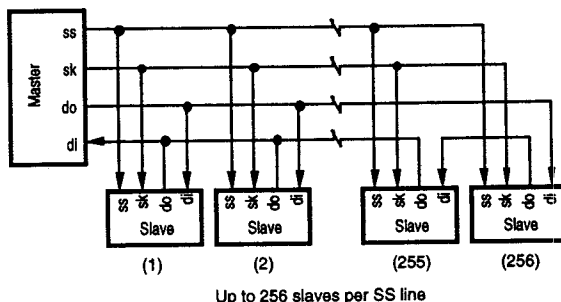 Master
ss
sk
do
di
ss sk do di
Slave
(1)
ss sk do di
Slave
(2)
ss sk do di
Slave
(255)
ss sk do di
Slave
(256)
Up to 256 slaves per SS line